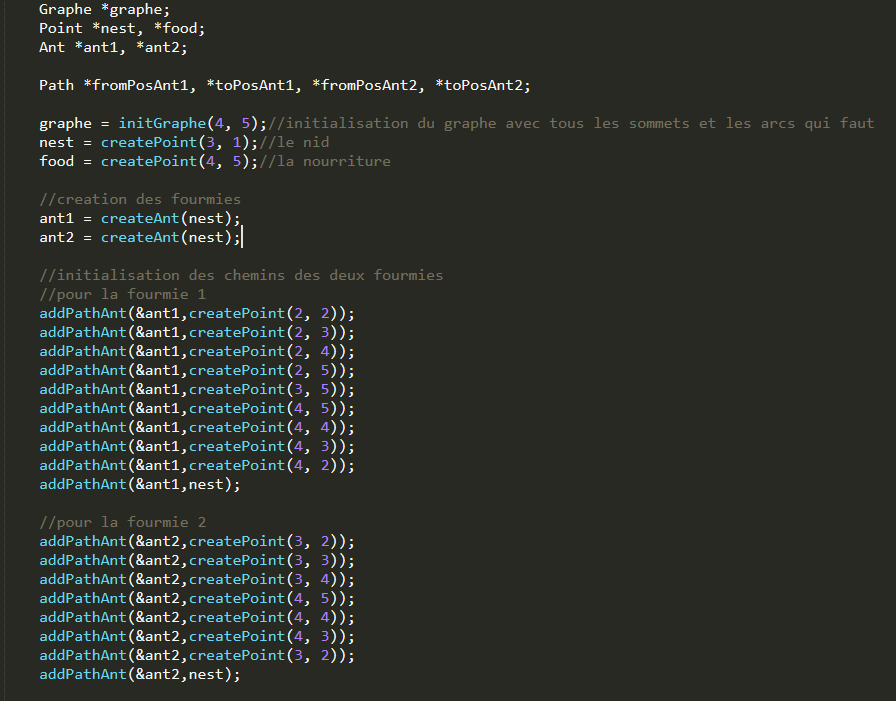 Graphe *graphe;
Point *nest, *food;
Ant *ant1, *ant2;
Path *fromPosAnt1, *toPosAnt1, *fromPosAnt2, *toPosAnt2;
graphe = initGraphe(4, 5);//initialisation du graphe avec tous les sommets et les arcs qui faut
nest = createPoint(3, 1);//le nid
food = createPoint(4, 5);//la nourriture
//creation des fourmies
ant1 = createAnt(nest);
ant2 = createAnt(nest);
//initialisation des chemins des deux fourmies
//pour la fourmie 1
addPathAnt(&ant1,createPoint(2, 2));
addPathAnt(&ant1,createPoint(2, 3));
addPathAnt(&ant1,createPoint(2, 4));
addPathAnt(&ant1,createPoint(2, 5));
addPathAnt(&ant1,createPoint(3, 5));
addPathAnt(&ant1,createPoint(4, 5));
addPathAnt(&ant1,createPoint(4, 4));
addPathAnt(&ant1,createPoint(4, 3));
addPathAnt(&ant1,createPoint(4, 2));
addPathAnt(&ant1,nest);
//pour la fourmie 2
addPathAnt(&ant2,createPoint(3, 2));
addPathAnt(&ant2,createPoint(3, 3));
addPathAnt(&ant2,createPoint(3, 4));
addPathAnt(&ant2,createPoint(4, 5));
addPathAnt(&ant2,createPoint(4, 4));
addPathAnt(&ant2,createPoint(4, 3));
addPathAnt(&ant2,createPoint(3, 2));
addPathAnt(&ant2,nest);